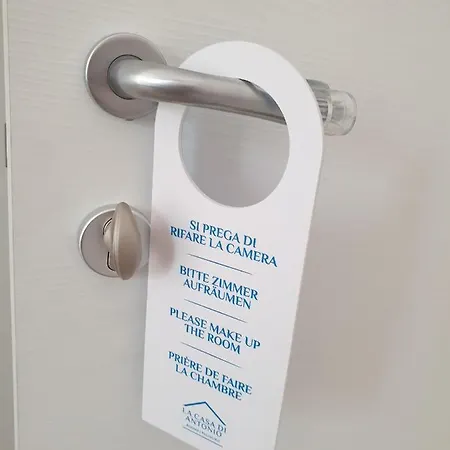 SI PREGA DI
RIFARE LA CAMERA
BITTE ZIMMER
AUFRÄUMEN
PLEASE MAKE UP
THE ROOM
PRIÈRE DE FAIRE
LA CHAMBRE
LA CASA DI
ANTONIO